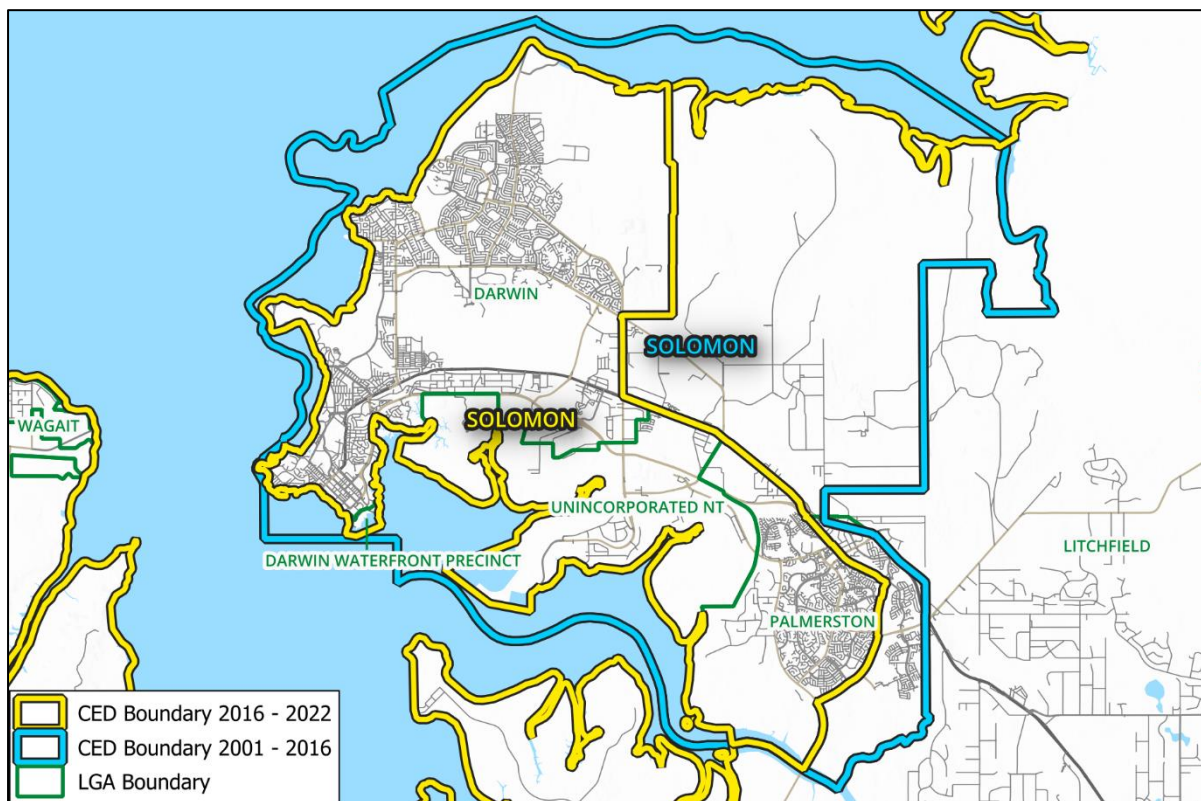 DARWIN
SOLOMON
SOLOMON
WAGAIT
UNINCORPORATED NT
DARWIN WATERFRONT PRECINCT
LITCHFIELD
PALMERSTON
CED Boundary 2016 - 2022
CED Boundary 2001 - 2016
LGA Boundary